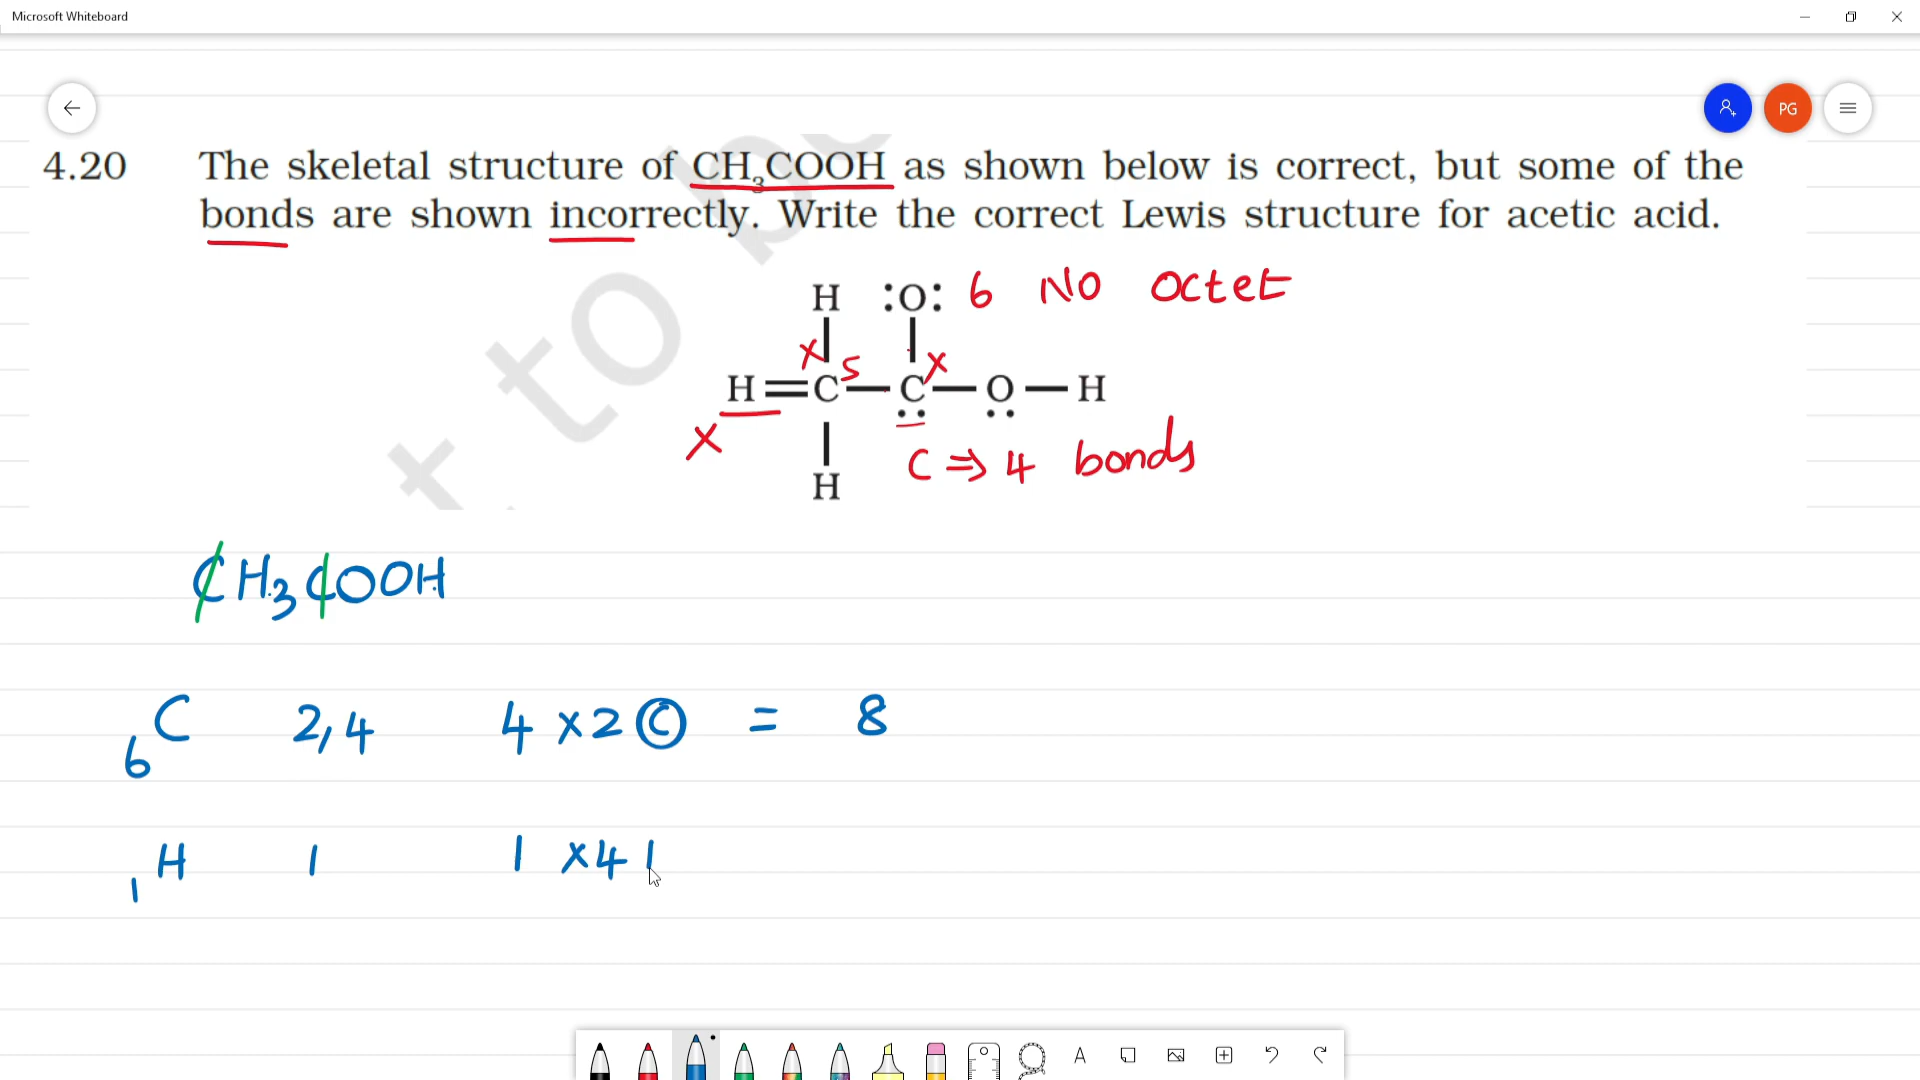 Microsoft Whiteboard
PG
4.20 The skeletal structure of CH3COOH as shown below is correct, but some of the
bonds are shown incorrectly. Write the correct Lewis structure for acetic acid.
H :O: 6 NO Octet
X 5 X
H=C—C—O—H
X
C ⇒ 4 bonds
H
CH3COOH
6C 2,4 4 ×2 C = 8
1H 1 1 ×4 |
A